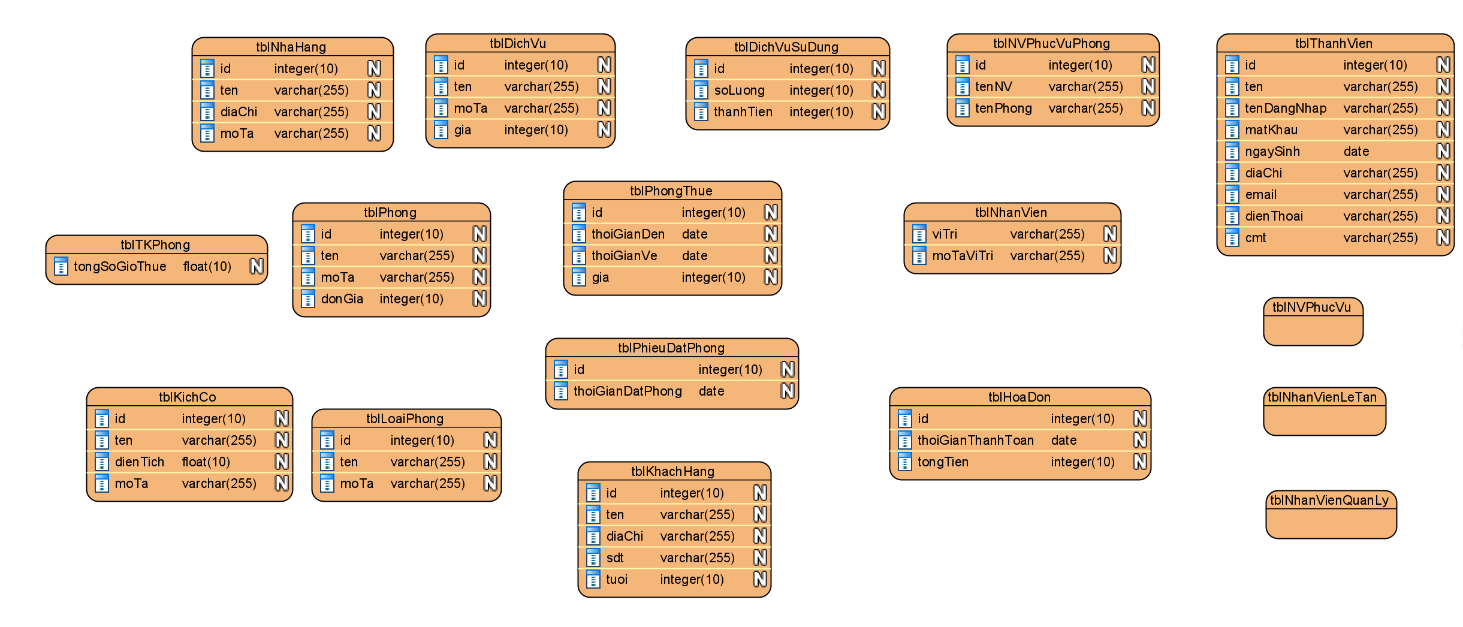 tblNhaHang
id integer(10) N
ten varchar(255) N
diaChi varchar(255) N
moTa varchar(255) N
tblDichVu
id integer(10) N
ten varchar(255) N
moTa varchar(255) N
gia integer(10) N
tblDichVuSuDung
id integer(10) N
soLuong integer(10) N
thanhTien integer(10) N
tblNVPhucVuPhong
id integer(10) N
tenNV varchar(255) N
tenPhong varchar(255) N
tblThanhVien
id integer(10) N
ten varchar(255) N
tenDangNhap varchar(255) N
matKhau varchar(255) N
ngaySinh date N
diaChi varchar(255) N
email varchar(255) N
dienThoai varchar(255) N
cmt varchar(255) N
tblTKPhong
tongSoGioThue float(10) N
tblPhong
id integer(10) N
ten varchar(255) N
moTa varchar(255) N
donGia integer(10) N
tblPhongThue
id integer(10) N
thoiGianDen date N
thoiGianVe date N
gia integer(10) N
tblNhanVien
viTri varchar(255) N
moTaViTri varchar(255) N
tblNVPhucVu
tblPhieuDatPhong
id integer(10) N
thoiGianDatPhong date N
tblKichCo
id integer(10) N
ten varchar(255) N
dienTich float(10) N
moTa varchar(255) N
tblLoaiPhong
id integer(10) N
ten varchar(255) N
moTa varchar(255) N
tblHoaDon
id integer(10) N
thoiGianThanhToan date N
tongTien integer(10) N
tblNhanVienLeTan
tblKhachHang
id integer(10) N
ten varchar(255) N
diaChi varchar(255) N
sdt varchar(255) N
tuoi integer(10) N
tblNhanVienQuanLy